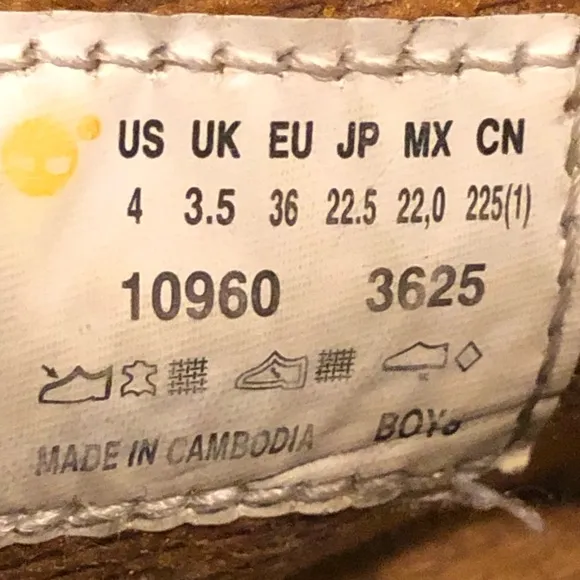 US UK EU JP MX CN
4 3.5 36 22.5 22,0 225(1)
10960 3625
MADE IN CAMBODIA BOYS